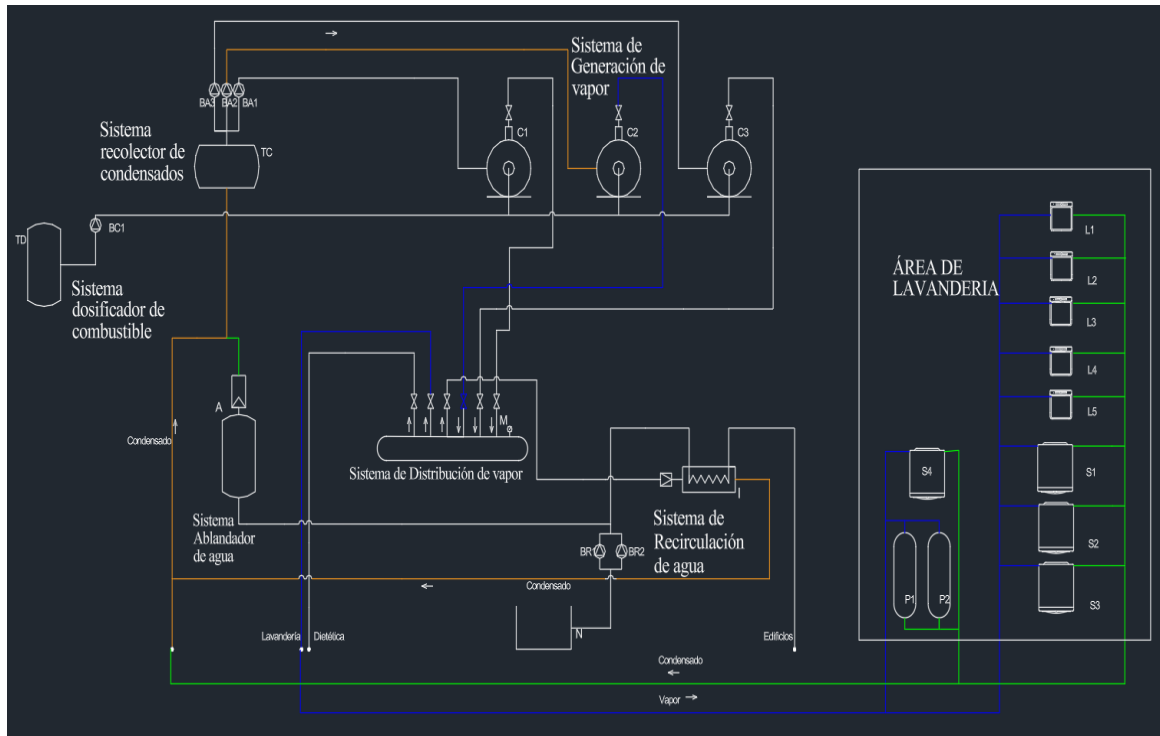 Sistema de
Generación de
vapor
BA3
BA2
BA1
C1
C2
C3
Sistema
recolector de
condensados
TC
TD
BC1
Sistema
dosificador de
combustible
ÁREA DE
LAVANDERIA
L1
L2
L3
L4
L5
A
M
Condensado
Sistema de Distribución de vapor
S4
S1
I
Sistema
Ablandador
de agua
Sistema de
Recirculación
de agua
BR1
BR2
S2
Condensado
P1
P2
S3
N
Lavandería
Dietética
Edificios
Condensado
Vapor